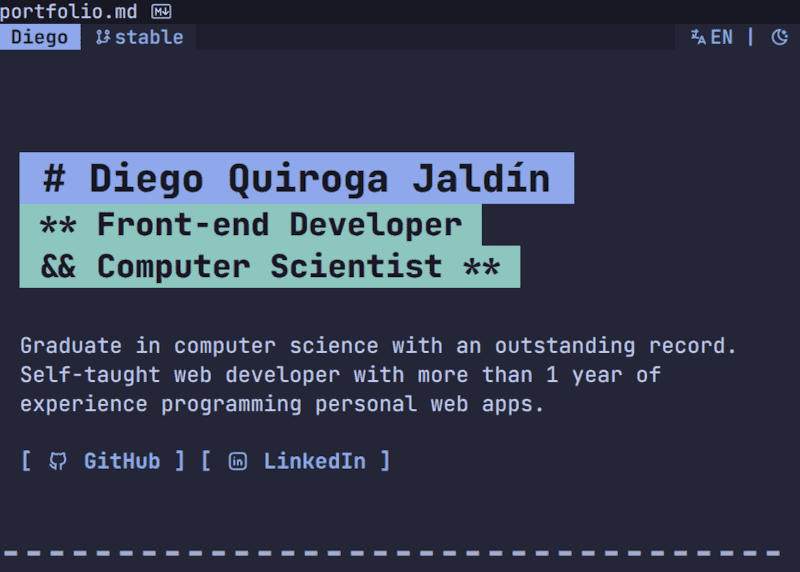 portfolio.md
Diego stable EN |
# Diego Quiroga Jaldín
** Front-end Developer
&& Computer Scientist **
Graduate in computer science with an outstanding record.
Self-taught web developer with more than 1 year of
experience programming personal web apps.
[ GitHub ] [ in LinkedIn ]